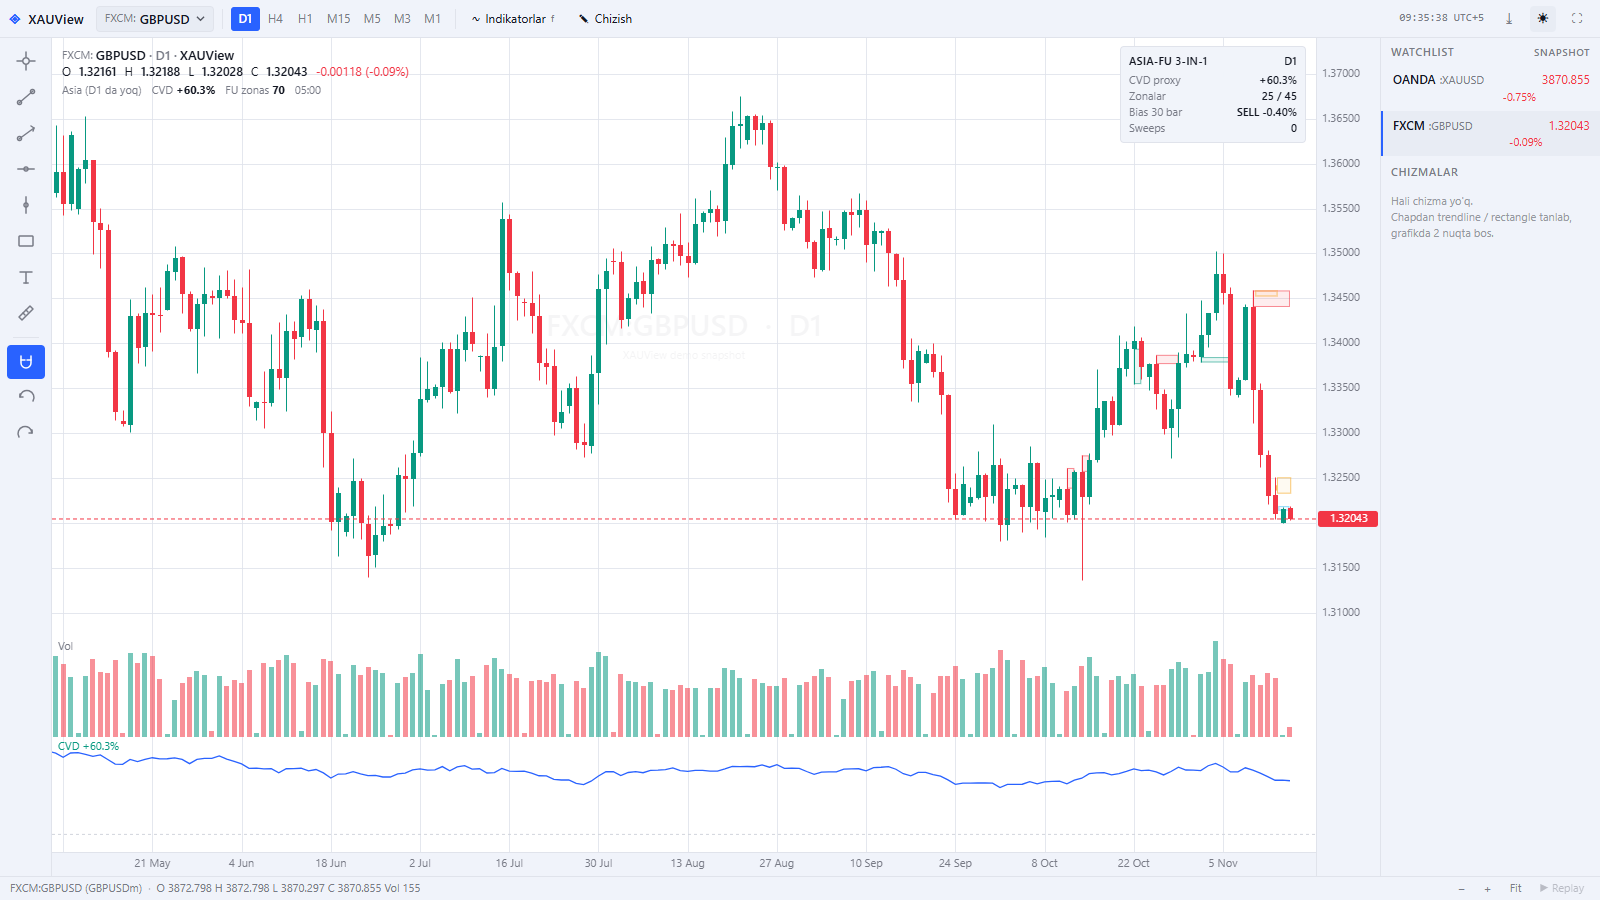 XAUView FXCM: GBPUSD D1 H4 H1 M15 M5 M3 M1 Indikatorlar f Chizish 09:35:38 UTC+5
FXCM: GBPUSD · D1 · XAUView
O 1.32161 H 1.32188 L 1.32028 C 1.32043 -0.00118 (-0.09%)
Asia (D1 da yoq) CVD +60.3% FU zonas 70 05:00
ASIA-FU 3-IN-1 D1
CVD proxy +60.3%
Zonalar 25 / 45
Bias 30 bar SELL -0.40%
Sweeps 0
FXCM:GBPUSD · D1
XAUView demo snapshot
1.37000
1.36500
1.36000
1.35500
1.35000
1.34500
1.34000
1.33500
1.33000
1.32500
1.32043
1.31500
1.31000
Vol
CVD +60.3%
21 May 4 Jun 18 Jun 2 Jul 16 Jul 30 Jul 13 Aug 27 Aug 10 Sep 24 Sep 8 Oct 22 Oct 5 Nov
WATCHLIST SNAPSHOT
OANDA :XAUUSD 3870.855
-0.75%
FXCM :GBPUSD 1.32043
-0.09%
CHIZMALAR
Hali chizma yo'q.
Chapdan trendline / rectangle tanlab,
grafikda 2 nuqta bos.
FXCM:GBPUSD (GBPUSDm) · O 3872.798 H 3872.798 L 3870.297 C 3870.855 Vol 155 − + Fit Replay